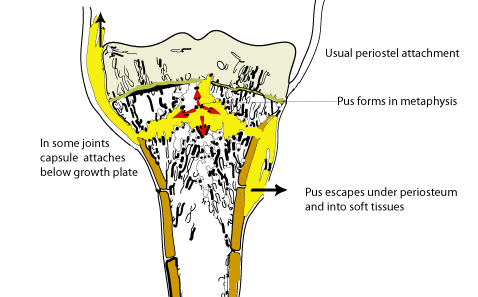 Usual periostel attachment
Pus forms in metaphysis
In some joints
capsule attaches
below growth plate
Pus escapes under periosteum
and into soft tissues